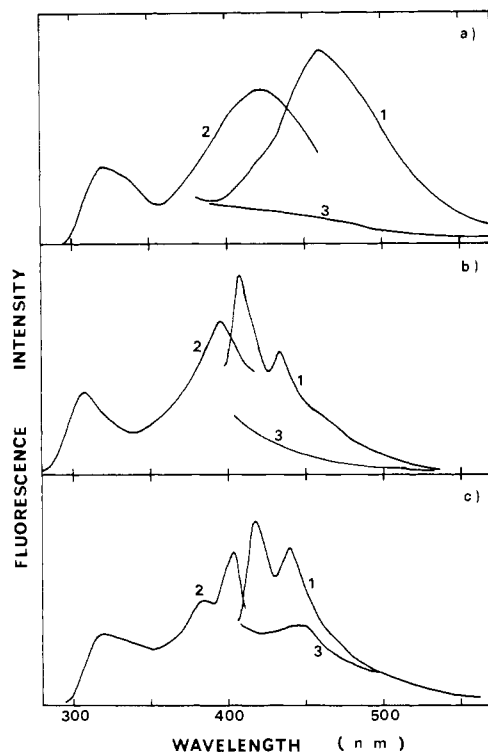 a)
1
2
3
b)
2
1
3
c)
2
1
3
FLUORESCENCE INTENSITY
300 400 500
WAVELENGTH (nm)